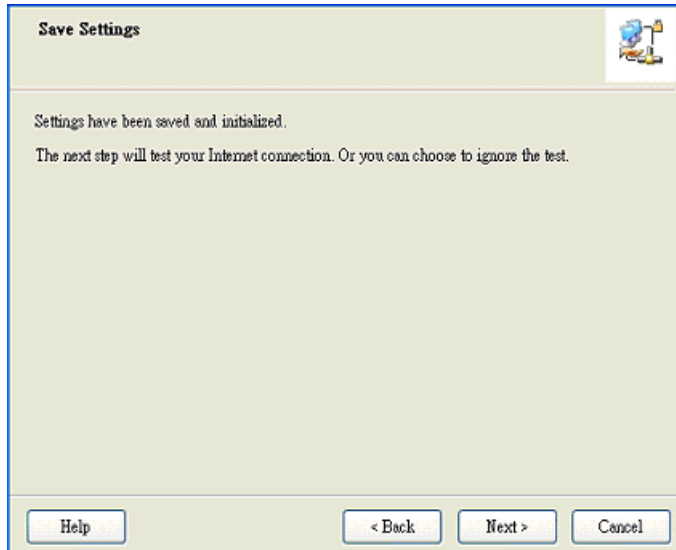 Save Settings
Settings have been saved and initialized.
The next step will test your Internet connection. Or you can choose to ignore the test.
Help
< Back
Next >
Cancel